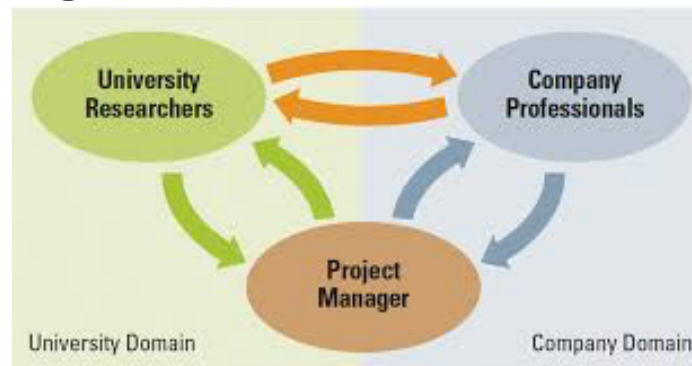 University
Researchers
Company
Professionals
Project
Manager
University Domain
Company Domain